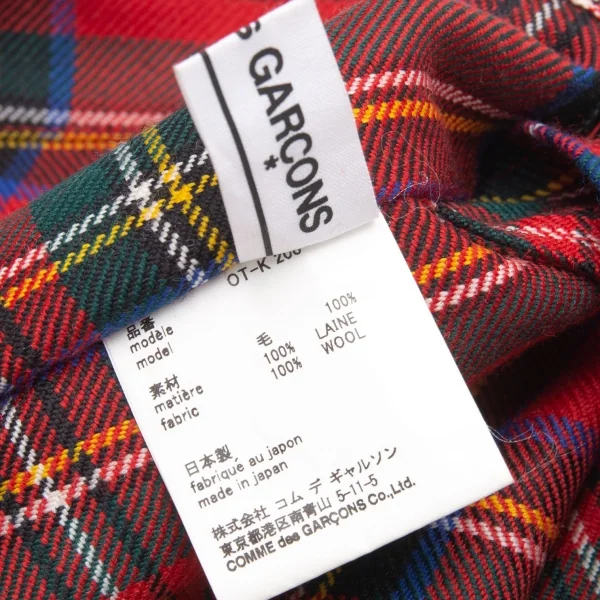 S GARÇONS
*
OT-K 200
品番
modèle
model
毛 100%
100% LAINE
100% WOOL
素材
matière
fabric
日本製
fabrique au japon
made in japan
株式会社 コム デ ギャルソン
東京都港区南青山 5-11-5
COMME des GARÇONS Co.,Ltd.